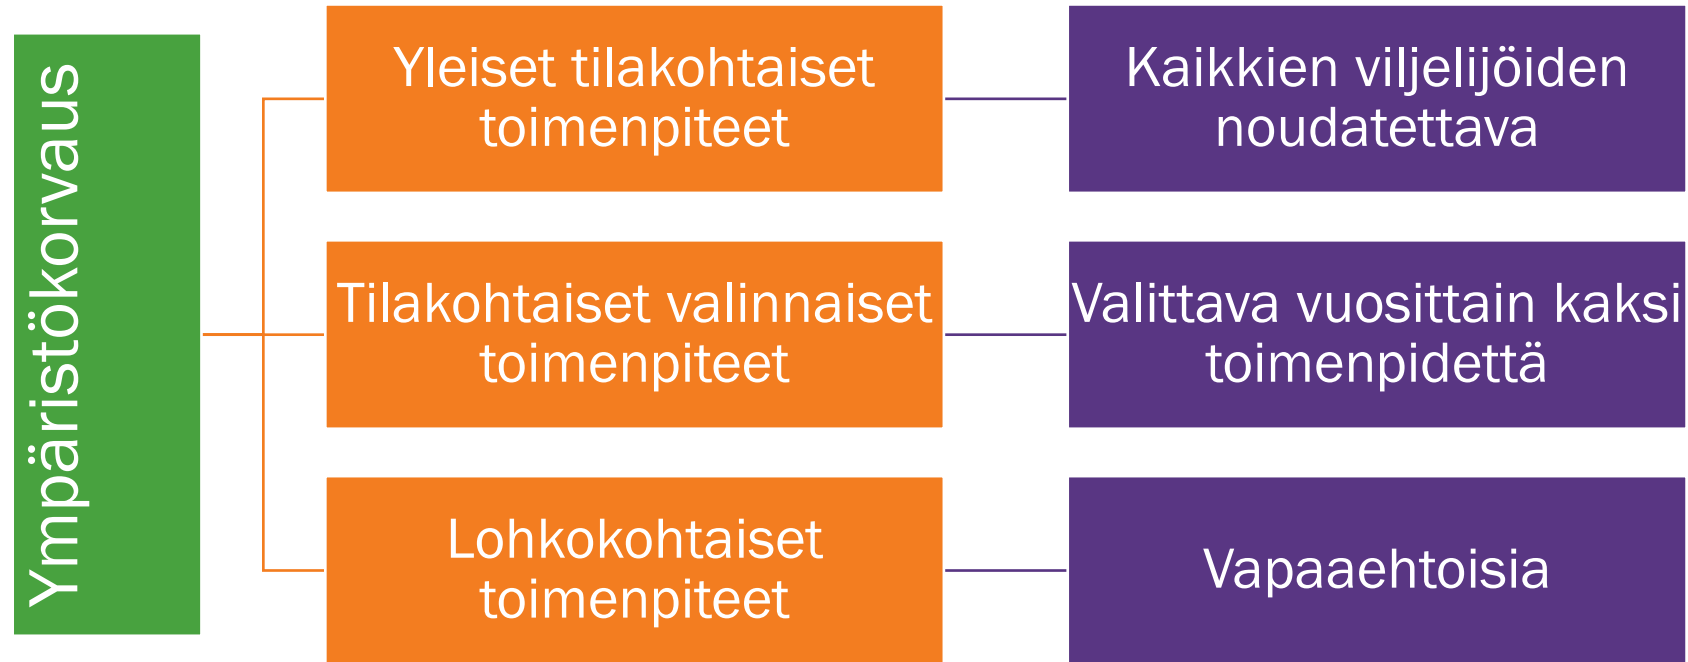 Ympäristökorvaus
Yleiset tilakohtaiset
toimenpiteet
Kaikkien viljelijöiden
noudatettava
Tilakohtaiset valinnaiset
toimenpiteet
Valittava vuosittain kaksi
toimenpidettä
Lohkokohtaiset
toimenpiteet
Vapaaehtoisia